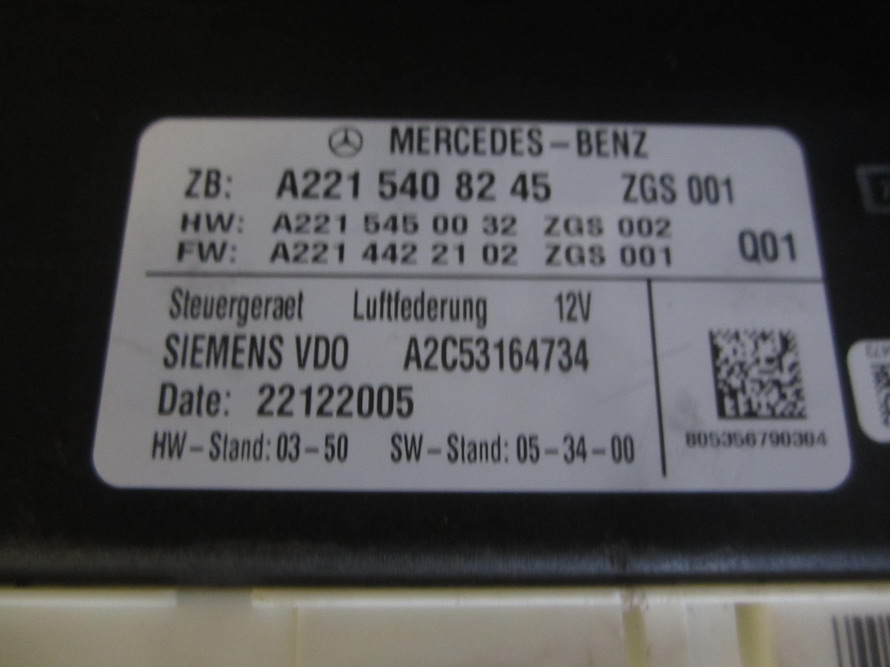 MERCEDES-BENZ
ZB: A221 540 82 45 ZGS 001
HW: A221 545 00 32 ZGS 002
FW: A221 442 21 02 ZGS 001 Q01
Steuergeraet Luftfederung 12V
SIEMENS VDO A2C53164734
Date: 22122005
HW-Stand: 03-50 SW-Stand: 05-34-00
805356790304